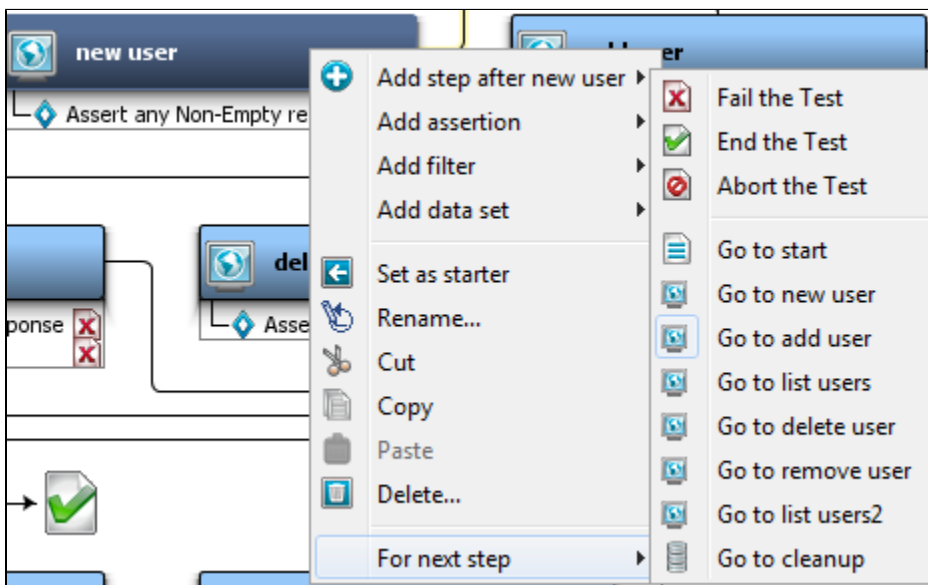 new user
er
Assert any Non-Empty re
Add step after new user
Add assertion
Add filter
Add data set
Set as starter
Rename...
Cut
Copy
Paste
Delete...
For next step
Fail the Test
End the Test
Abort the Test
Go to start
Go to new user
Go to add user
Go to list users
Go to delete user
Go to remove user
Go to list users2
Go to cleanup
del
ponse
Asse